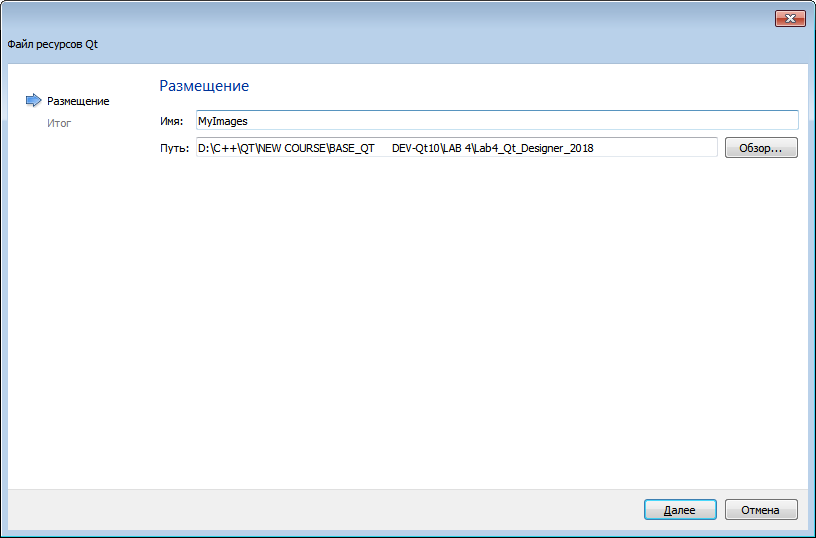 Файл ресурсов Qt
Размещение
Итог
Размещение
Имя: MyImages
Путь: D:\C++\QT\NEW COURSE\BASE_QT      DEV-Qt10\LAB 4\Lab4_Qt_Designer_2018 Обзор...
Далее Отмена